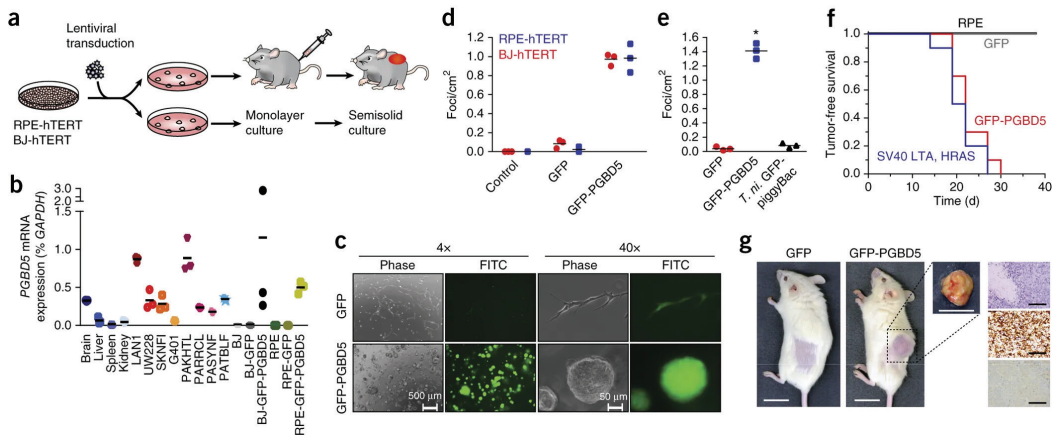 a
Lentiviral
transduction
RPE-hTERT
BJ-hTERT
Monolayer
culture
Semisolid
culture
b
PGBD5 mRNA
expression (% GAPDH)
3.0
2.5
2.0
1.5
1.0
0.5
0
Brain
Liver
Spleen
Kidney
LAN1
UW228
SKNFI
G401
PAKHTL
PARRCL
PASYNF
PATBLF
BJ
BJ-GFP
BJ-GFP-PGBD5
RPE
RPE-GFP
RPE-GFP-PGBD5
c
4×
40×
Phase
FITC
Phase
FITC
GFP
GFP-PGBD5
500 μm
50 μm
d
RPE-hTERT
BJ-hTERT
Foci/cm²
1.2
1.0
0.8
0.6
0.4
0.2
0.0
Control
GFP
GFP-PGBD5
e
*
Foci/cm²
1.6
1.4
1.2
1.0
0.8
0.6
0.4
0.2
0.0
GFP
GFP-PGBD5
T. ni. GFP-
piggyBac
f
RPE
GFP
GFP-PGBD5
SV40 LTA, HRAS
Tumor-free survival
1.0
0.8
0.6
0.4
0.2
0
0
10
20
30
40
Time (d)
g
GFP
GFP-PGBD5